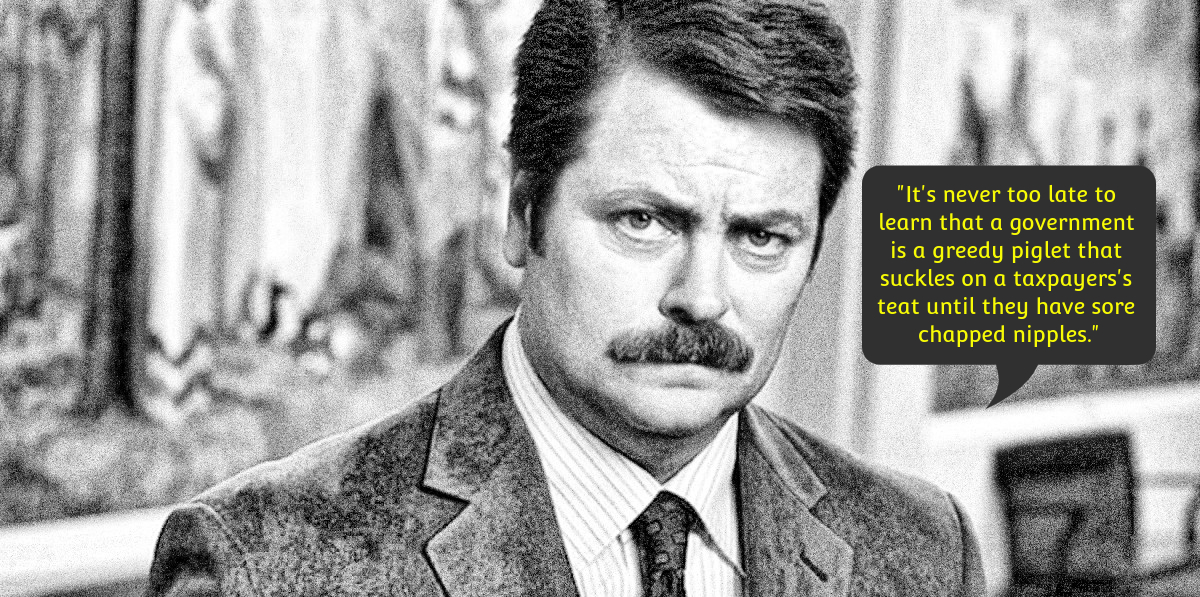 "It's never too late to
learn that a government
is a greedy piglet that
suckles on a taxpayers's
teat until they have sore
chapped nipples."